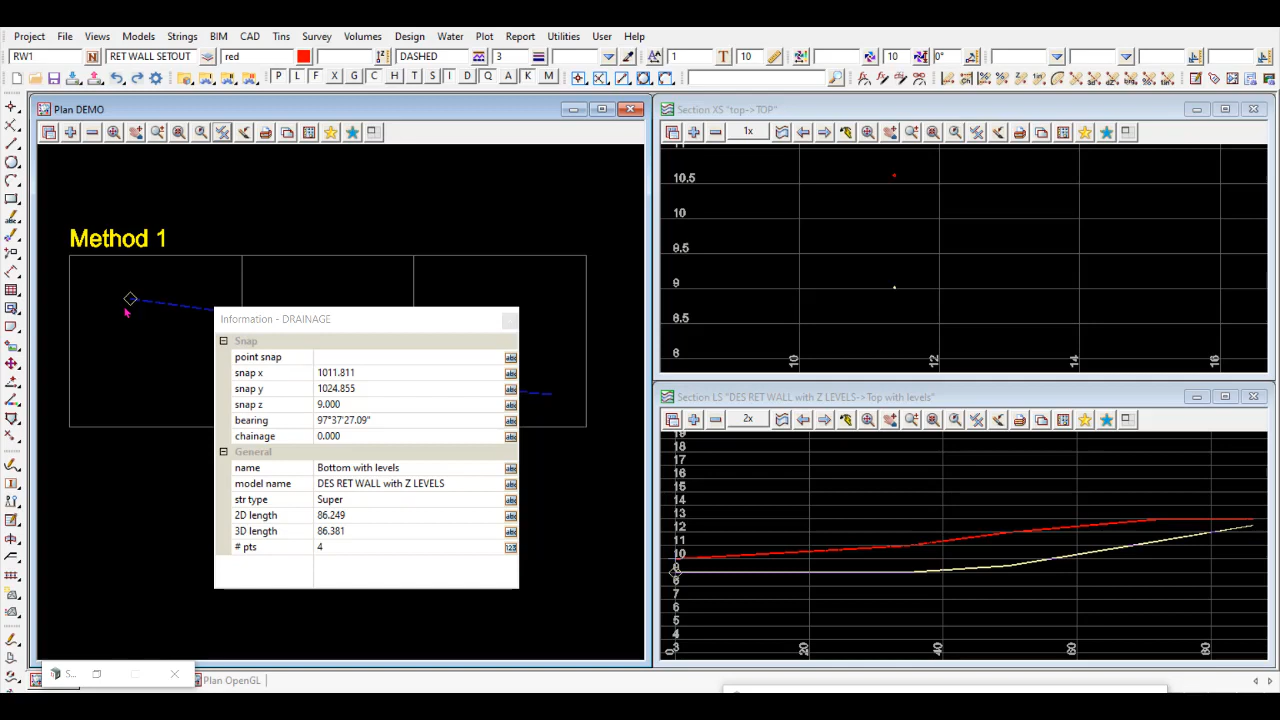 Project File Views Models Strings BIM CAD Tins Survey Volumes Design Water Plot Report Utilities User Help
RW1 N RET WALL SETOUT red DASHED 3 1 T 10 10 0°
P L F X G C H T S I D Q A K M
Plan DEMO
Method 1
Information - DRAINAGE
Snap
point snap
snap x 1011.811
snap y 1024.855
snap z 9.000
bearing 97°37'27.09"
chainage 0.000
General
name Bottom with levels
model name DES RET WALL with Z LEVELS
str type Super
2D length 86.249
3D length 86.381
# pts 4
S...
Plan OpenGL
Section XS "top->TOP"
1x
11
10.5
10
9.5
9
8.5
8
10 12 14 16
Section LS "DES RET WALL with Z LEVELS->Top with levels"
2x
19
18
17
16
15
14
13
12
11
10
9
8
7
6
5
4
3
0 20 40 60 80